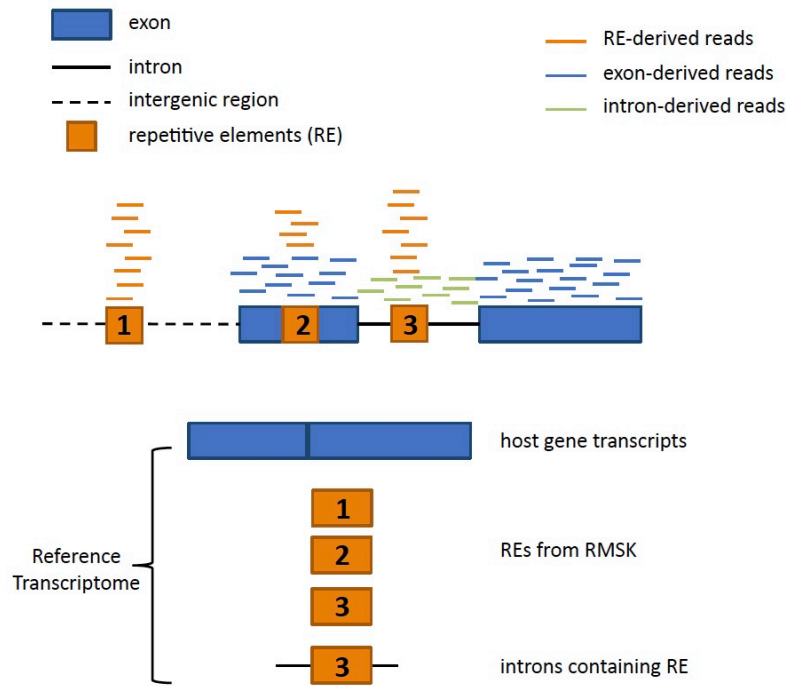 exon
intron
intergenic region
repetitive elements (RE)
RE-derived reads
exon-derived reads
intron-derived reads
1
2
3
host gene transcripts
1
2
REs from RMSK
Reference
Transcriptome
3
3
introns containing RE